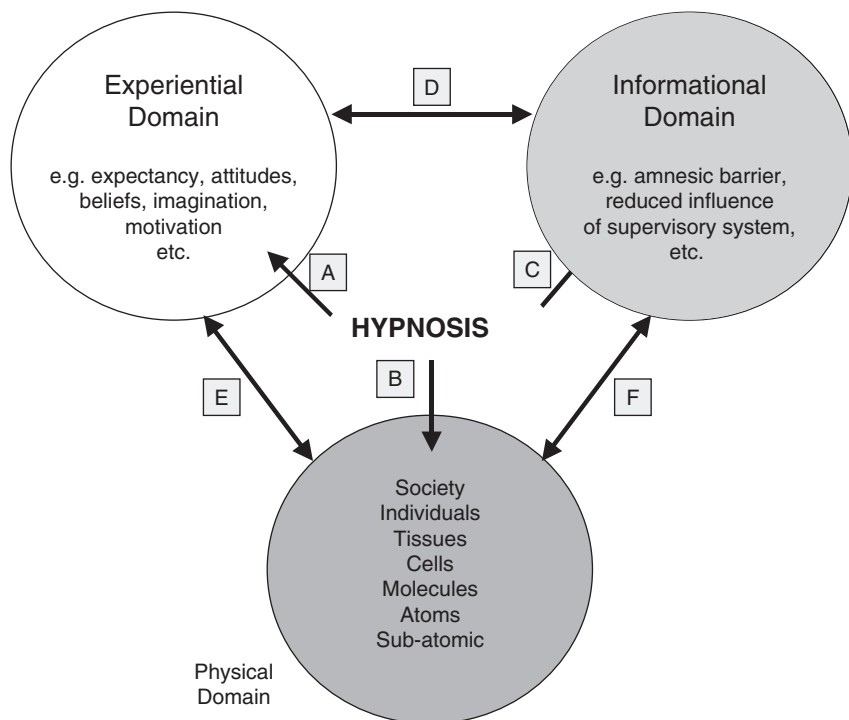 Experiential
Domain
e.g. expectancy, attitudes,
beliefs, imagination,
motivation
etc.
D
Informational
Domain
e.g. amnesic barrier,
reduced influence
of supervisory system,
etc.
A
C
HYPNOSIS
B
E
F
Society
Individuals
Tissues
Cells
Molecules
Atoms
Sub-atomic
Physical
Domain